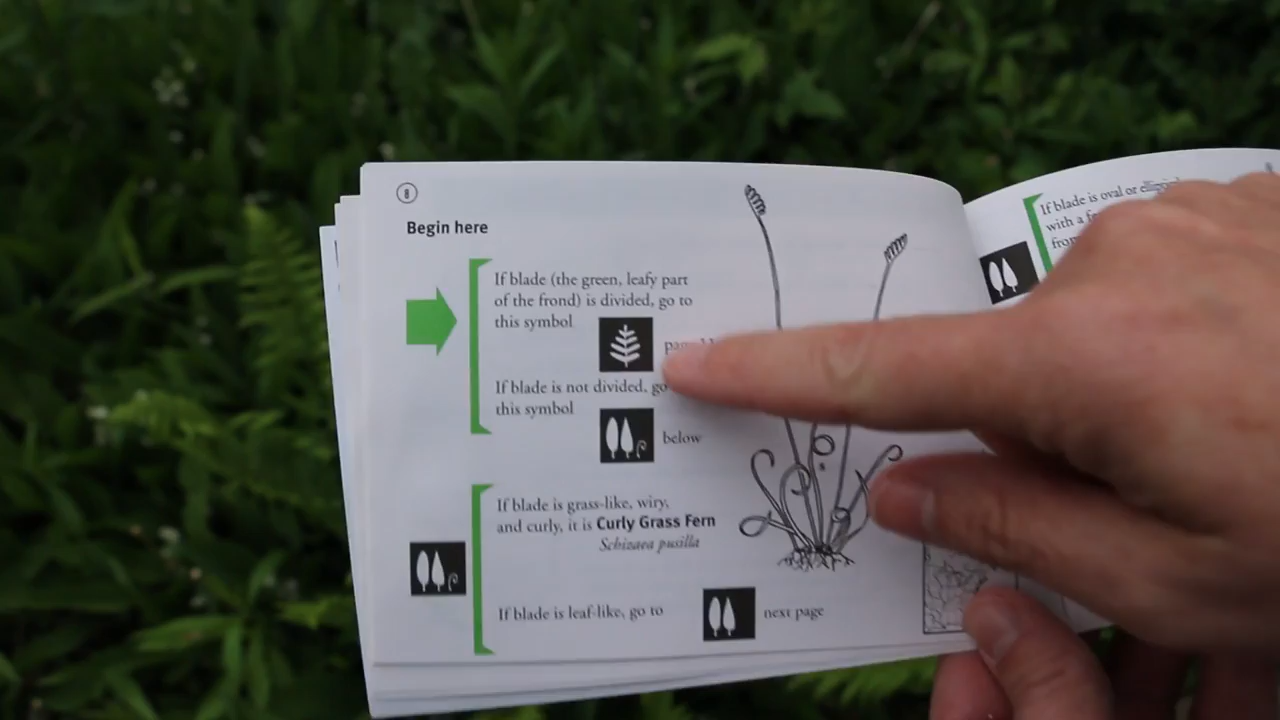 8
Begin here
If blade (the green, leafy part
of the frond) is divided, go to
this symbol
If blade is not divided, go
this symbol
below
If blade is grass-like, wiry,
and curly, it is Curly Grass Fern
Schizaea pusilla
If blade is leaf-like, go to
next page
If blade is oval or elliptical
with a